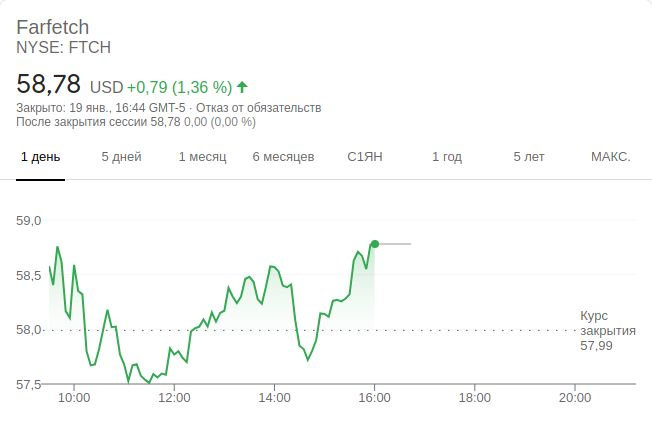 Farfetch
NYSE: FTCH
58,78 USD +0,79 (1,36 %)
Закрыто: 19 янв., 16:44 GMT-5 · Отказ от обязательств
После закрытия сессии 58,78 0,00 (0,00 %)
1 день 5 дней 1 месяц 6 месяцев С1ЯН 1 год 5 лет МАКС.
59,0
58,5
58,0
57,5
Курс
закрытия
57,99
10:00 12:00 14:00 16:00 18:00 20:00